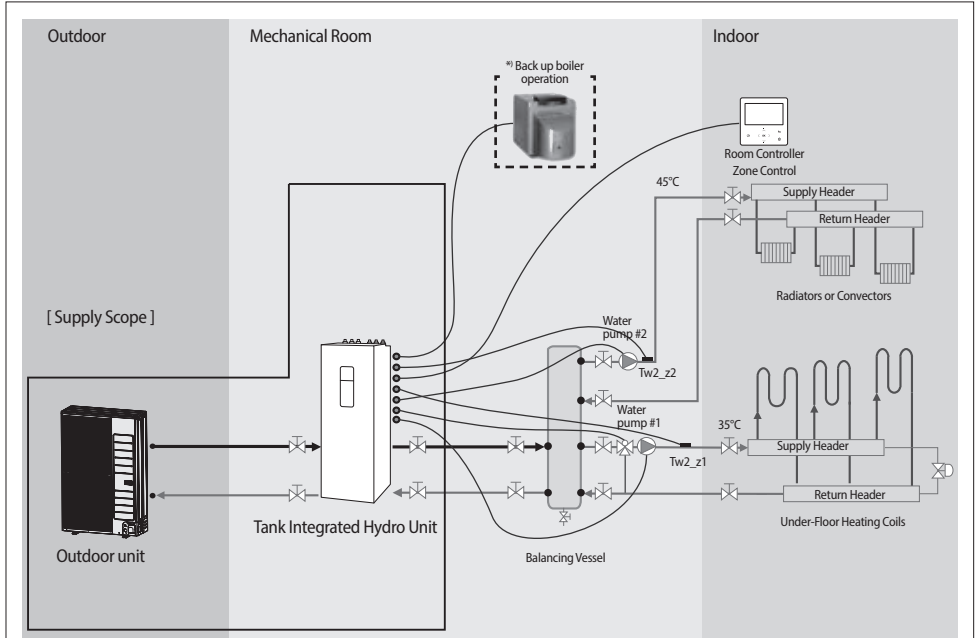 Outdoor
Mechanical Room
Indoor
*) Back up boiler
operation
Room Controller
Zone Control
45°C
Supply Header
Return Header
Radiators or Convectors
[ Supply Scope ]
Water
pump #2
Tw2_z2
Water
pump #1
35°C
Tw2_z1
Supply Header
Return Header
Under-Floor Heating Coils
Tank Integrated Hydro Unit
Balancing Vessel
Outdoor unit